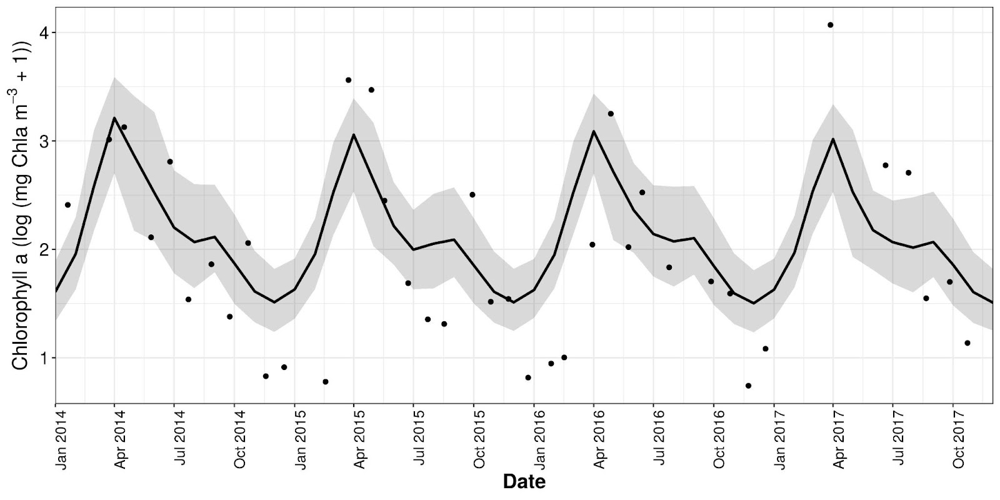 Chlorophyll a (log (mg Chla m⁻³ + 1))
4
3
2
1
Jan 2014
Apr 2014
Jul 2014
Oct 2014
Jan 2015
Apr 2015
Jul 2015
Oct 2015
Jan 2016
Apr 2016
Jul 2016
Oct 2016
Jan 2017
Apr 2017
Jul 2017
Oct 2017
Date